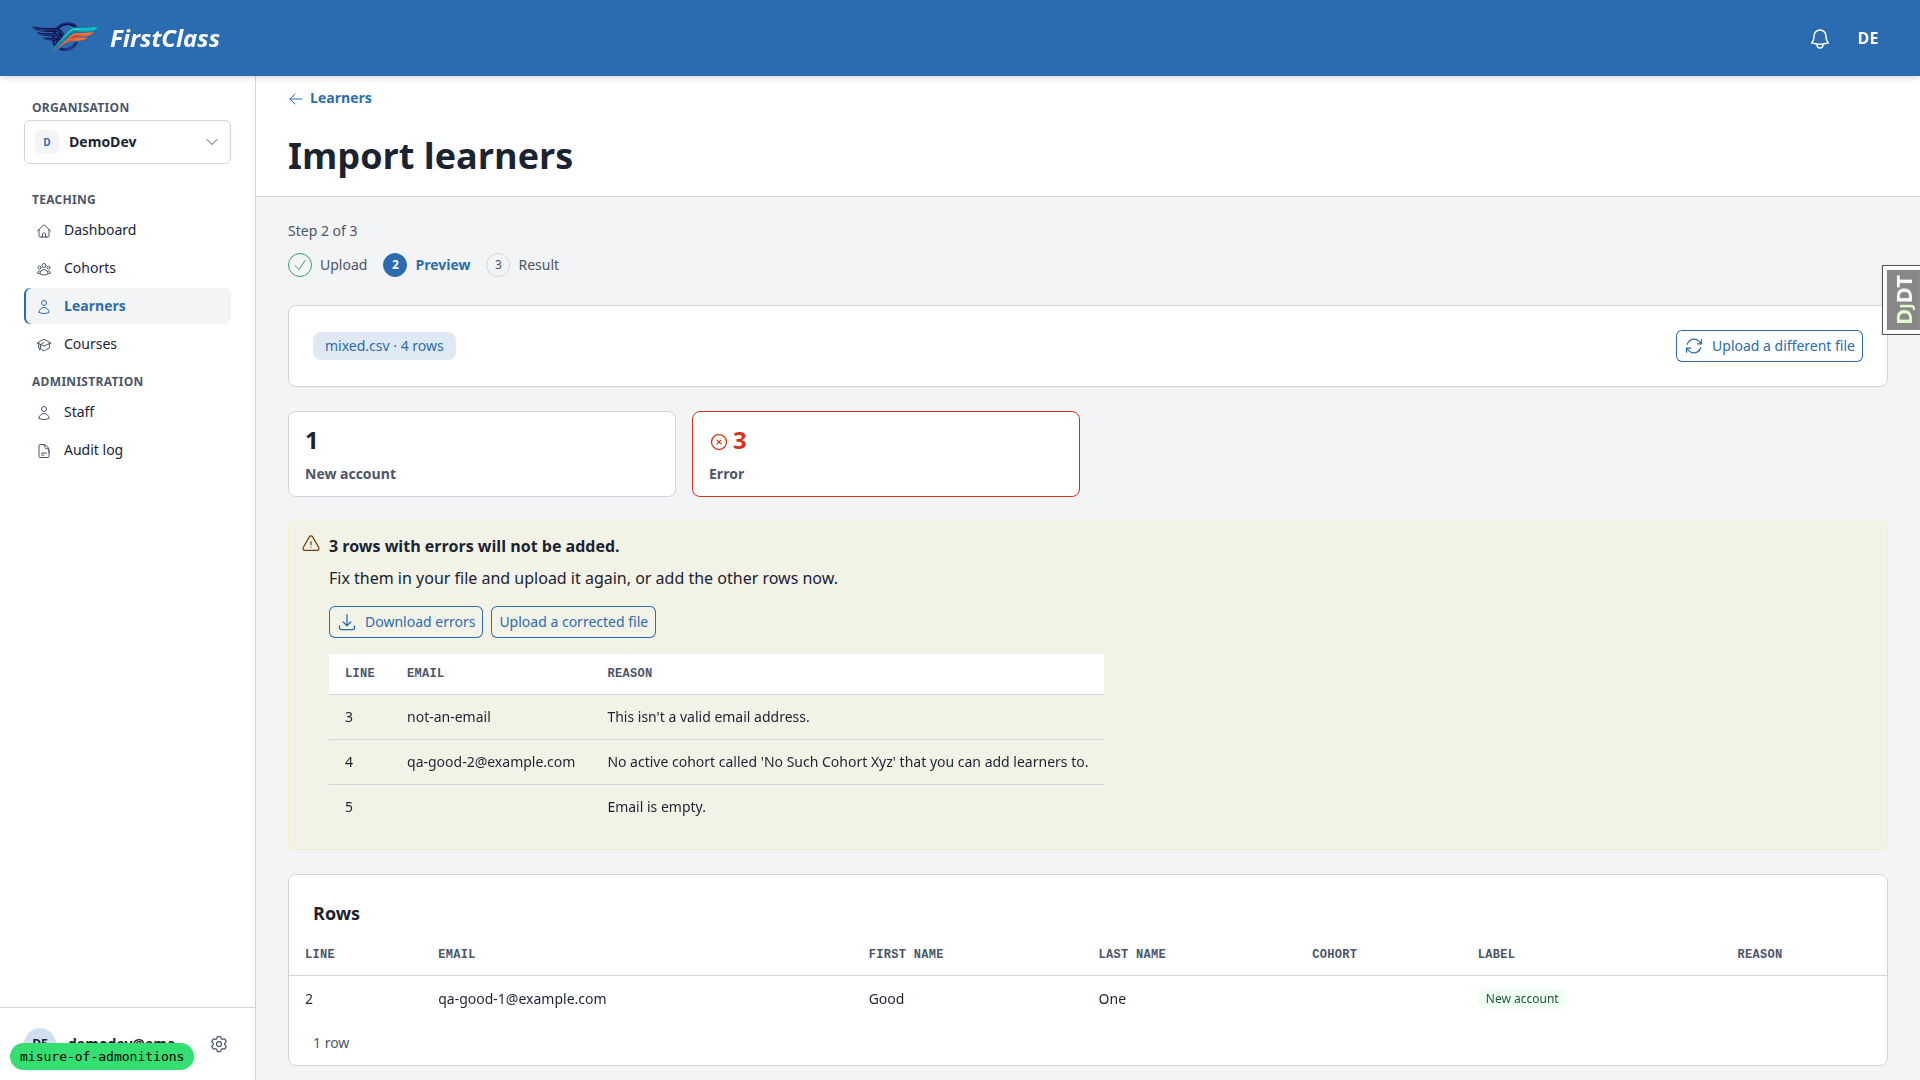 FirstClass
DE
ORGANISATION
D DemoDev
TEACHING
Dashboard
Cohorts
Learners
Courses
ADMINISTRATION
Staff
Audit log
misure-of-admonitions
Learners
Import learners
Step 2 of 3
Upload 2 Preview 3 Result
mixed.csv · 4 rows
Upload a different file
1
New account
3
Error
3 rows with errors will not be added.
Fix them in your file and upload it again, or add the other rows now.
Download errors Upload a corrected file
LINE EMAIL REASON
3 not-an-email This isn't a valid email address.
4 qa-good-2@example.com No active cohort called 'No Such Cohort Xyz' that you can add learners to.
5 Email is empty.
Rows
LINE EMAIL FIRST NAME LAST NAME COHORT LABEL REASON
2 qa-good-1@example.com Good One New account
1 row
DjDT